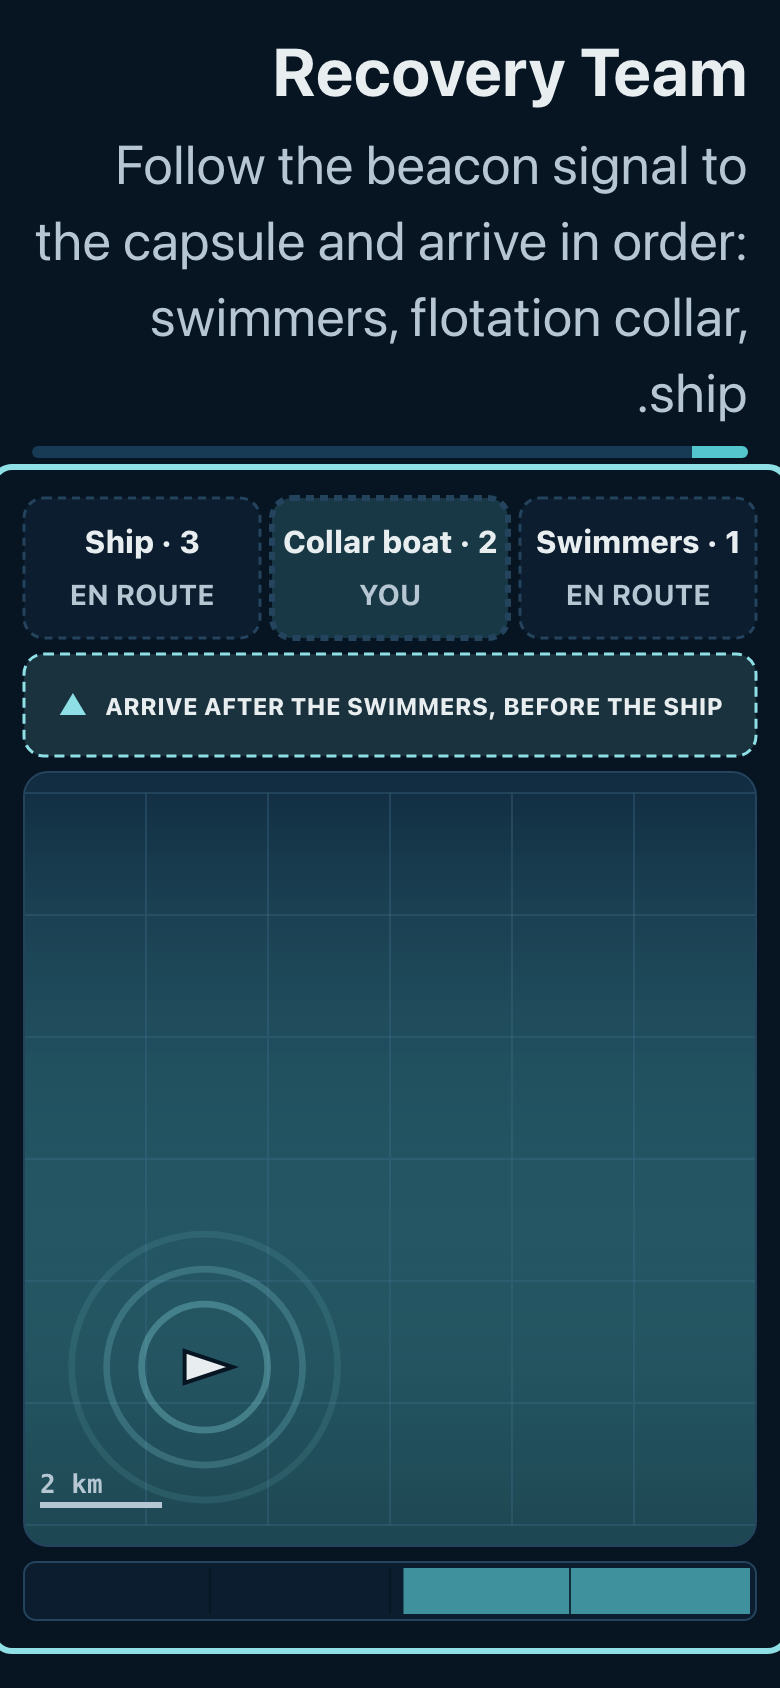 Recovery Team
Follow the beacon signal to
the capsule and arrive in order:
swimmers, flotation collar,
.ship
Swimmers · 1
EN ROUTE
Collar boat · 2
YOU
Ship · 3
EN ROUTE
ARRIVE AFTER THE SWIMMERS, BEFORE THE SHIP
2 km